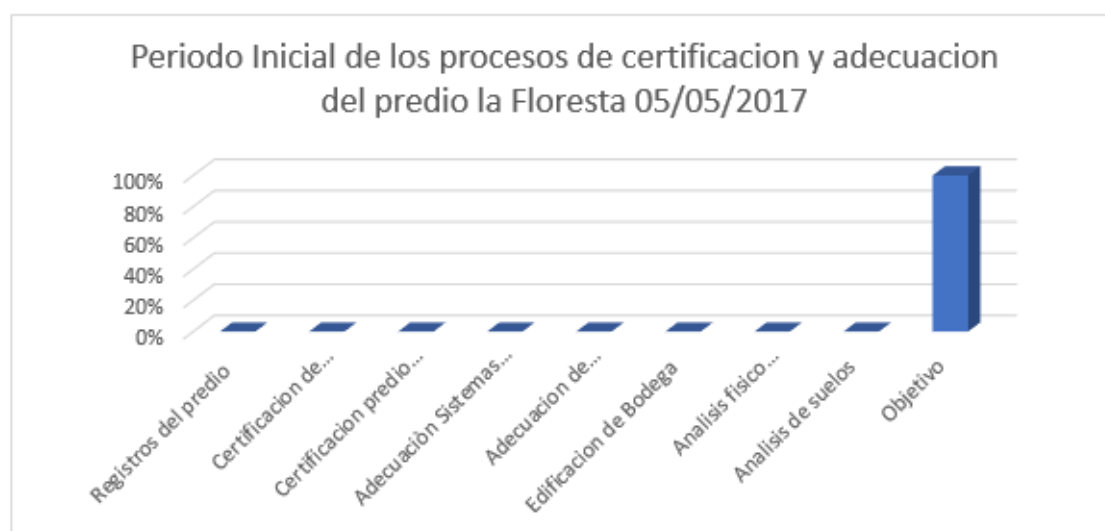 Periodo Inicial de los procesos de certificacion y adecuacion
del predio la Floresta 05/05/2017
100%
80%
60%
40%
20%
0%
Registros del predio
Certificacion de...
Certificacion predio...
Adecuaciòn Sistemas...
Adecuacion de...
Edificacion de Bodega
Analisis fisico...
Analisis de suelos
Objetivo